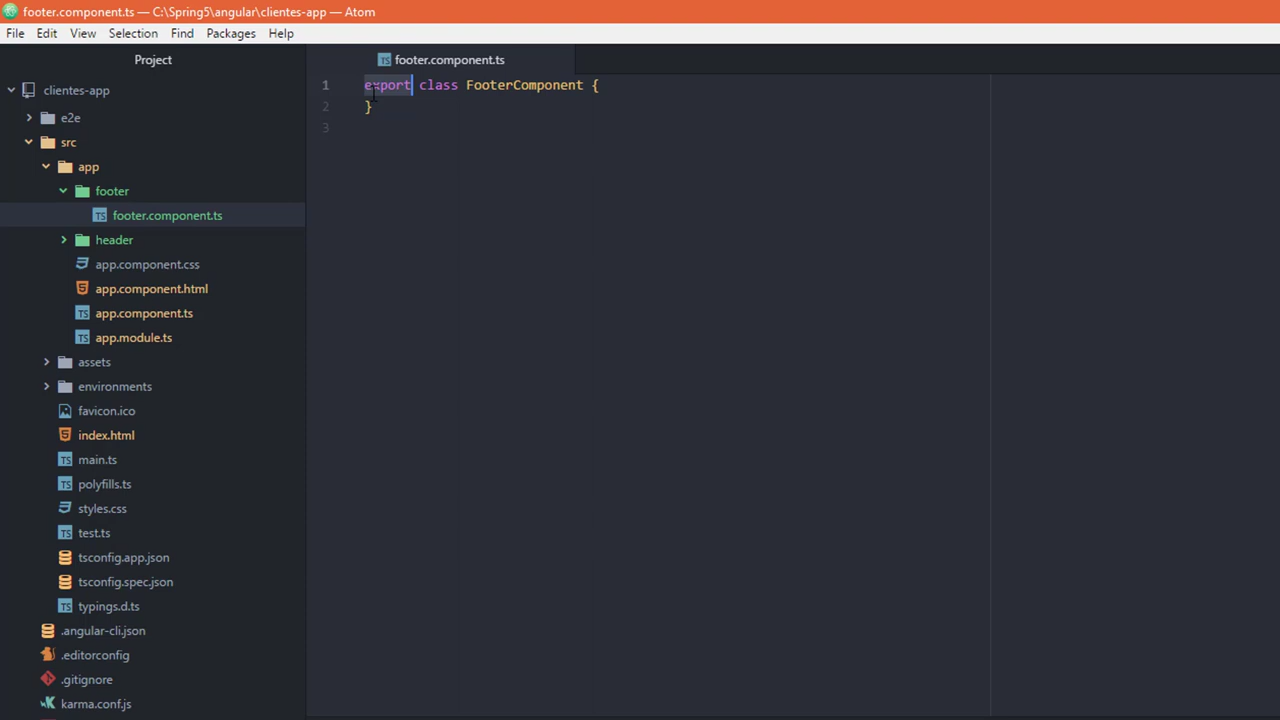 footer.component.ts — C:\Spring5\angular\clientes-app — Atom
File Edit View Selection Find Packages Help
Project
footer.component.ts
clientes-app
e2e
src
app
footer
footer.component.ts
header
app.component.css
app.component.html
app.component.ts
app.module.ts
assets
environments
favicon.ico
index.html
main.ts
polyfills.ts
styles.css
test.ts
tsconfig.app.json
tsconfig.spec.json
typings.d.ts
.angular-cli.json
.editorconfig
.gitignore
karma.conf.js
1 export class FooterComponent {
2 }
3